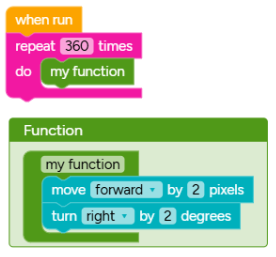 when run
repeat 360 times
do my function
Function
my function
move forward by 2 pixels
turn right by 2 degrees